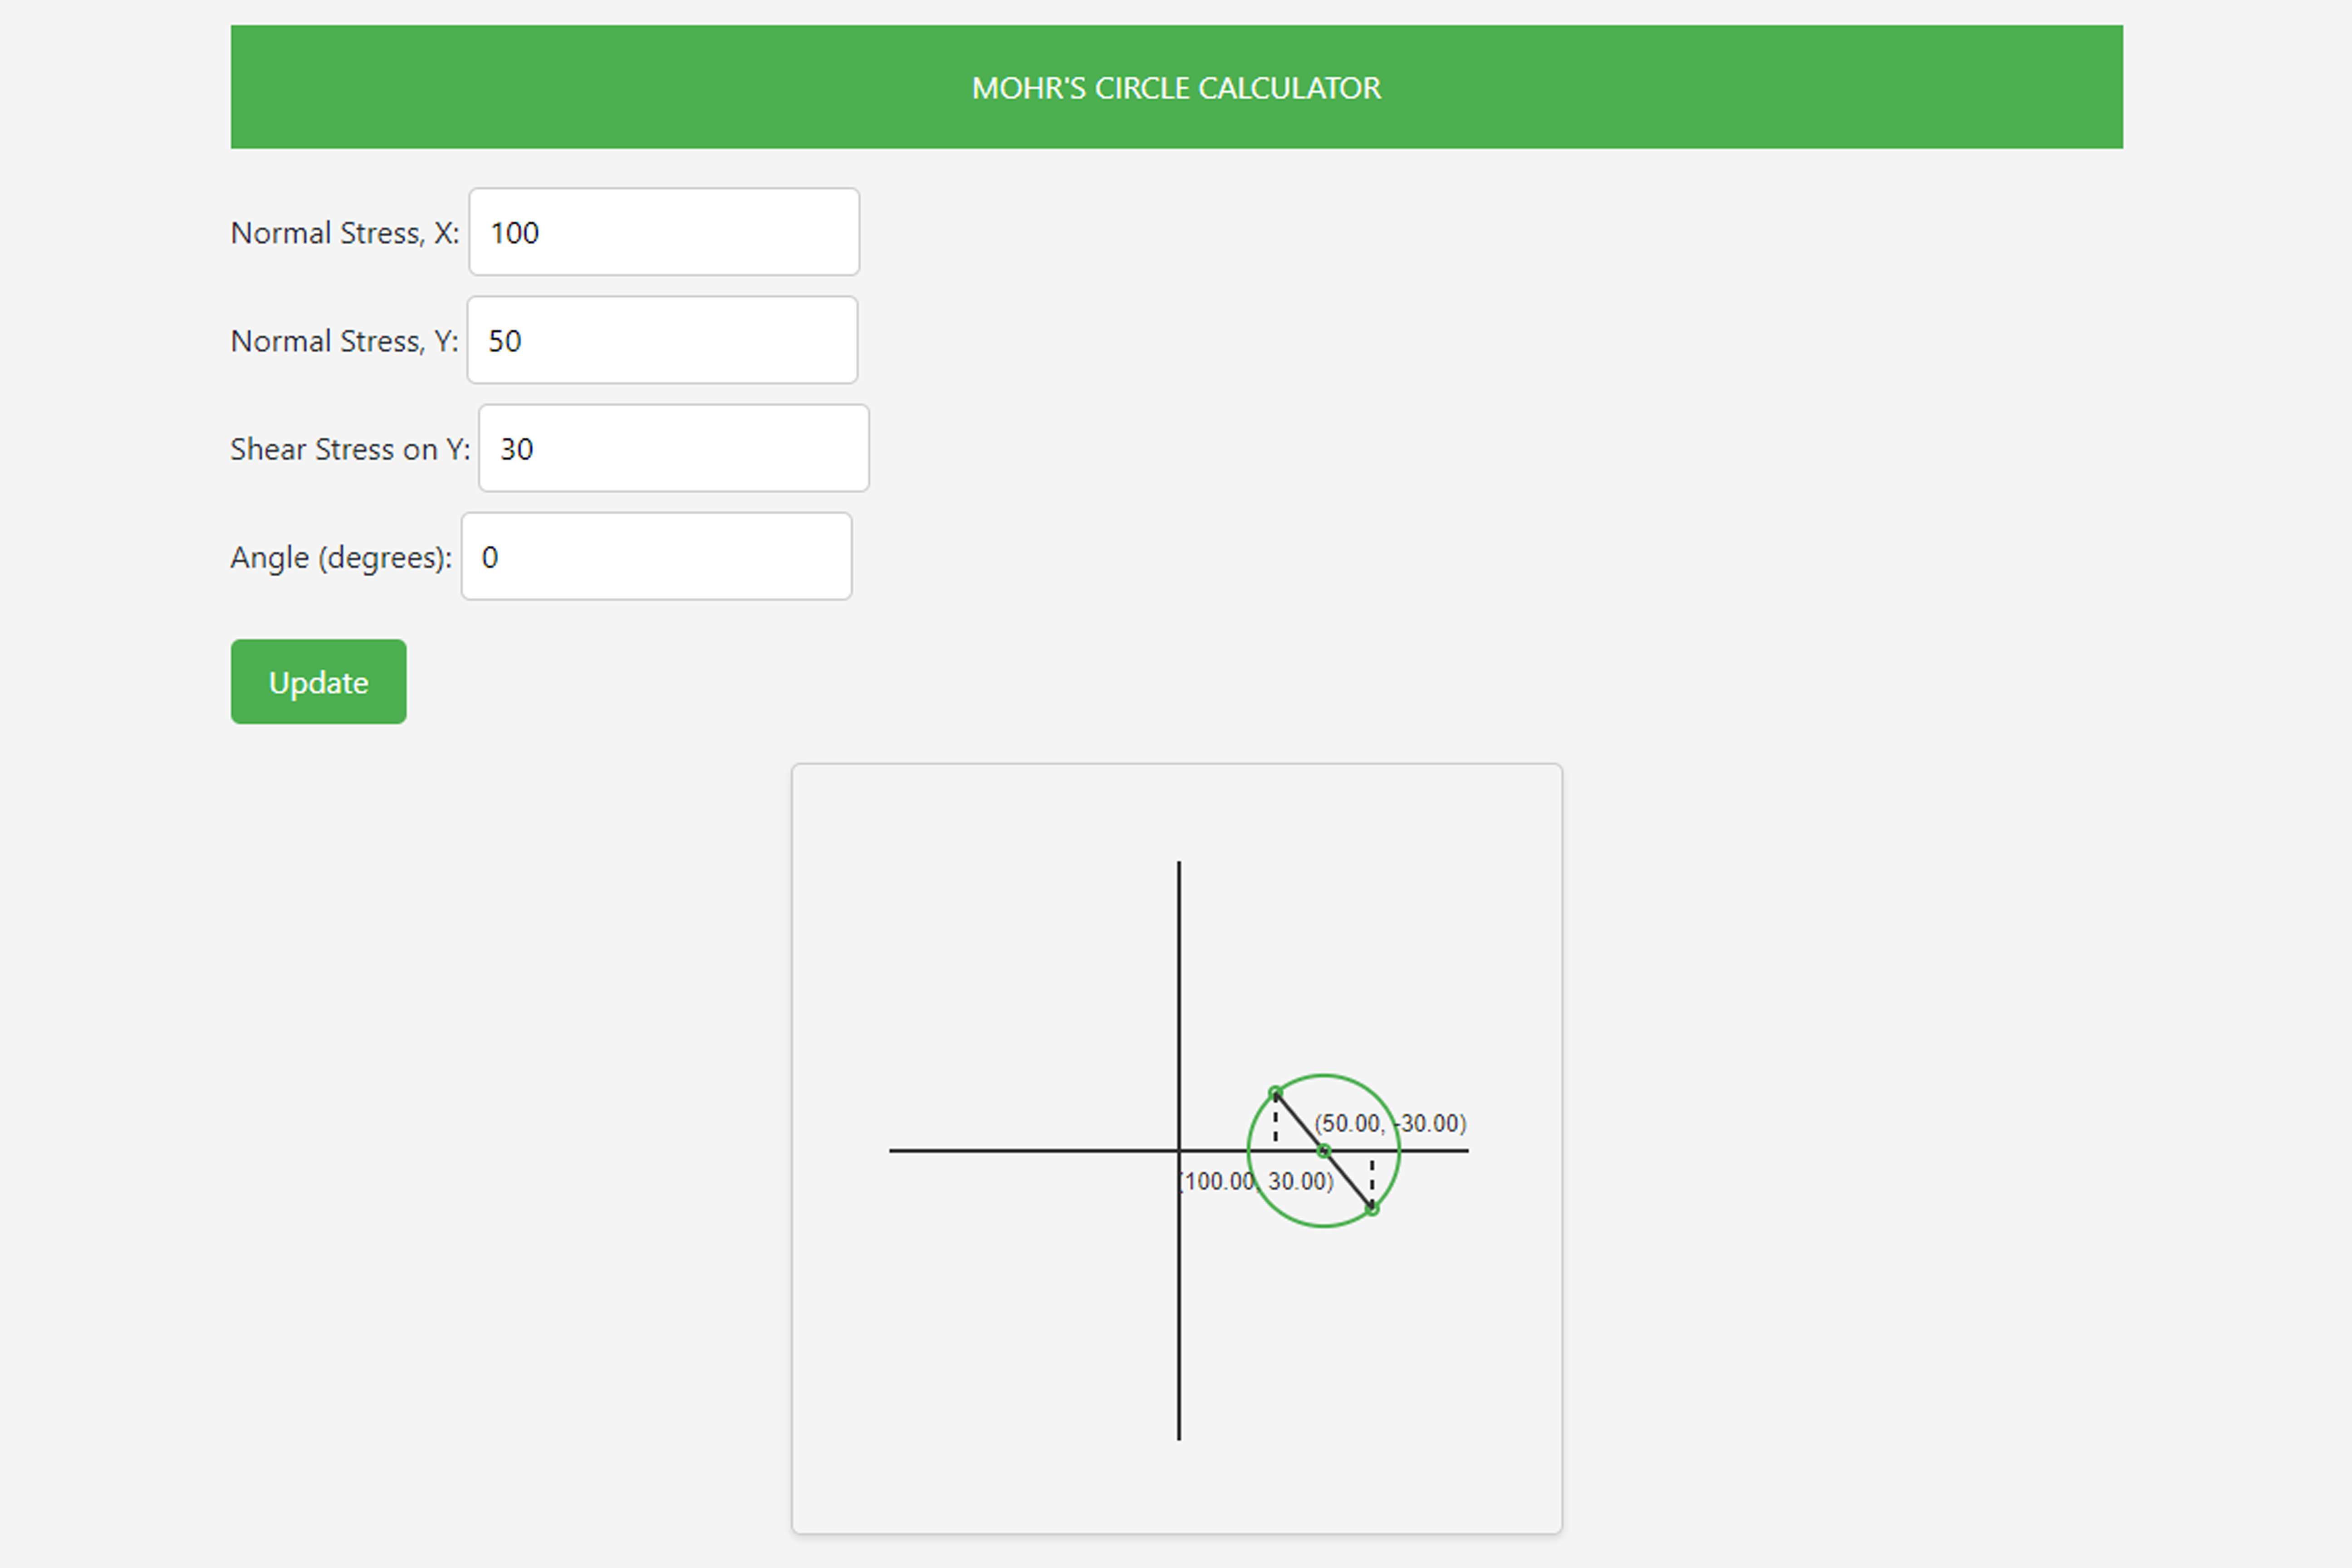 MOHR'S CIRCLE CALCULATOR
Normal Stress, X: 100
Normal Stress, Y: 50
Shear Stress on Y: 30
Angle (degrees): 0
Update
(50.00, -30.00)
(100.00, 30.00)